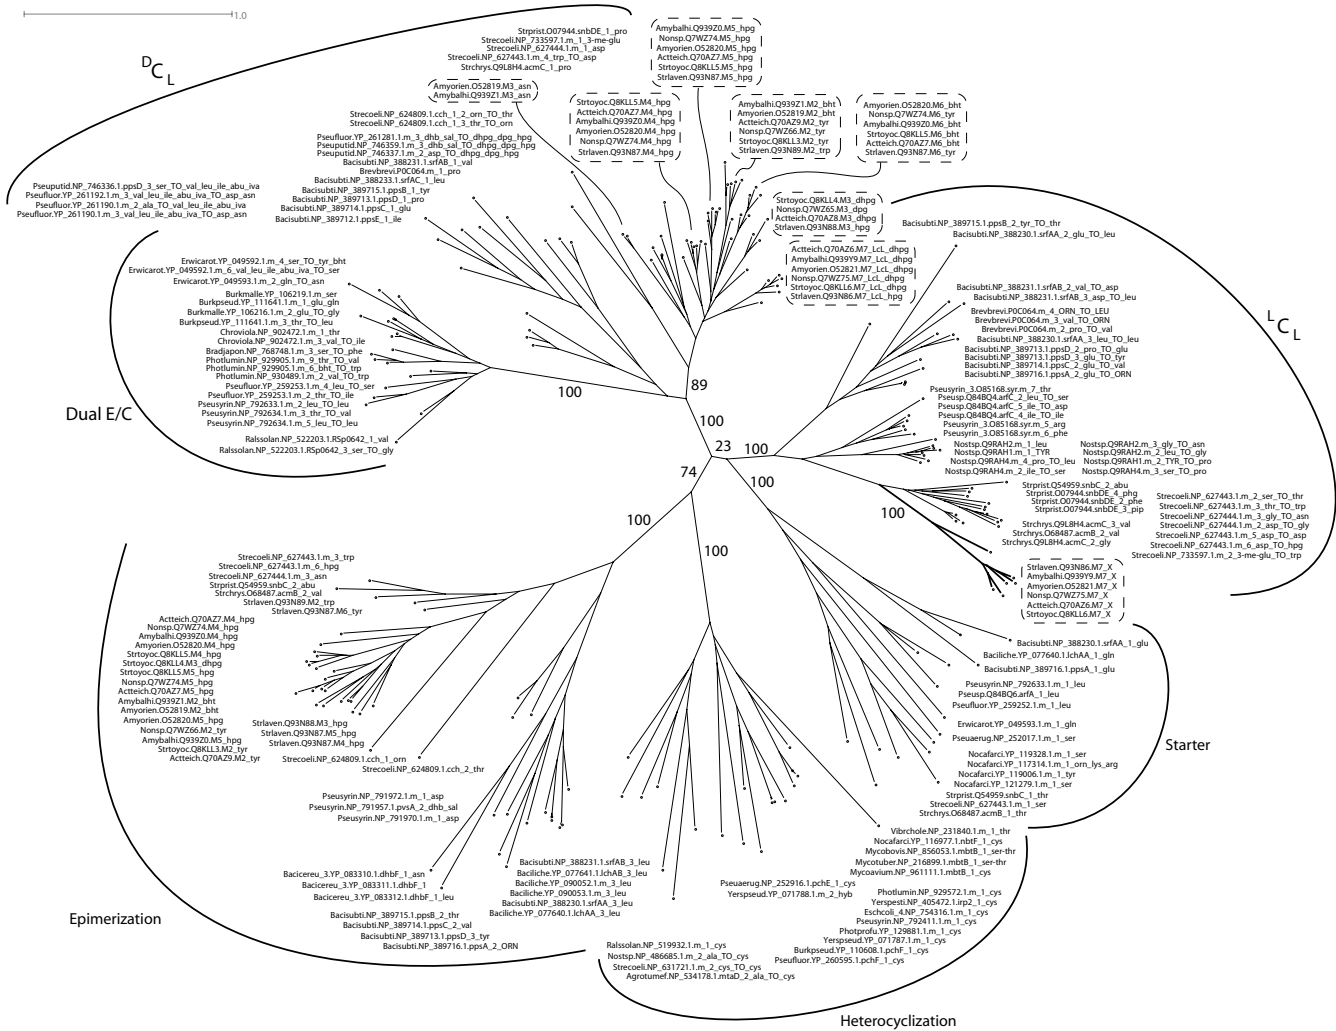 1.0
DCL
Strprist.O07944.snbDE_1_pro
Strecoeli.NP_733597.1.m_1_3-me-glu
Strecoeli.NP_627444.1.m_1_asp
Strecoeli.NP_627443.1.m_4_trp_TO_asp
Strchrys.Q9L8H4.acmC_1_pro
Amyorien.O52819.M3_asn
Amybalhi.Q939Z1.M3_asn
Strecoeli.NP_624809.1.cch_1_2_orn_TO_thr
Strecoeli.NP_624809.1.cch_1_3_thr_TO_orn
Pseufluor.YP_261281.1.m_3_dhb_sal_TO_dhpg_dpg_hpg
Pseuputid.NP_746359.1.m_3_dhb_sal_TO_dhpg_dpg_hpg
Pseuputid.NP_746337.1.m_2_asp_TO_dhpg_dpg_hpg
Bacisubti.NP_388231.1.srfAB_1_val
Brevbrevi.P0C064.m_1_pro
Bacisubti.NP_388233.1.srfAC_1_leu
Bacisubti.NP_389715.1.ppsB_1_tyr
Bacisubti.NP_389713.1.ppsD_1_pro
Bacisubti.NP_389714.1.ppsC_1_glu
Bacisubti.NP_389712.1.ppsE_1_ile
Pseuputid.NP_746336.1.ppsD_3_ser_TO_val_leu_ile_abu_iva
Pseufluor.YP_261192.1.m_3_val_leu_ile_abu_iva_TO_asp_asn
Pseufluor.YP_261190.1.m_2_ala_TO_val_leu_ile_abu_iva
Pseufluor.YP_261190.1.m_3_val_leu_ile_abu_iva_TO_asp_asn
Amybalhi.Q939Z0.M5_hpg
Nonsp.Q7WZ74.M5_hpg
Amyorien.O52820.M5_hpg
Actteich.Q70AZ7.M5_hpg
Strtoyoc.Q8KLL5.M5_hpg
Strlaven.Q93N87.M5_hpg
Strtoyoc.Q8KLL5.M4_hpg
Actteich.Q70AZ7.M4_hpg
Amybalhi.Q939Z0.M4_hpg
Amyorien.O52820.M4_hpg
Nonsp.Q7WZ74.M4_hpg
Strlaven.Q93N87.M4_hpg
Amybalhi.Q939Z1.M2_bht
Amyorien.O52819.M2_bht
Actteich.Q70AZ9.M2_tyr
Nonsp.Q7WZ66.M2_tyr
Strtoyoc.Q8KLL3.M2_tyr
Strlaven.Q93N89.M2_trp
Amyorien.O52820.M6_bht
Nonsp.Q7WZ74.M6_tyr
Amybalhi.Q939Z0.M6_bht
Strtoyoc.Q8KLL5.M6_bht
Actteich.Q70AZ7.M6_bht
Strlaven.Q93N87.M6_tyr
Strtoyoc.Q8KLL4.M3_dhpg
Nonsp.Q7WZ65.M3_dpg
Actteich.Q70AZ8.M3_dhpg
Strlaven.Q93N88.M3_hpg
Actteich.Q70AZ6.M7_LcL_dhpg
Amybalhi.Q939Y9.M7_LcL_dhpg
Amyorien.O52821.M7_LcL_dhpg
Nonsp.Q7WZ75.M7_LcL_dhpg
Strtoyoc.Q8KLL6.M7_LcL_dhpg
Strlaven.Q93N86.M7_LcL_hpg
Bacisubti.NP_389715.1.ppsB_2_tyr_TO_thr
Bacisubti.NP_388230.1.srfAA_2_glu_TO_leu
Bacisubti.NP_388231.1.srfAB_2_val_TO_asp
Bacisubti.NP_388231.1.srfAB_3_asp_TO_leu
Brevbrevi.P0C064.m_4_ORN_TO_LEU
Brevbrevi.P0C064.m_3_val_TO_ORN
Brevbrevi.P0C064.m_2_pro_TO_val
Bacisubti.NP_388230.1.srfAA_3_leu_TO_leu
Bacisubti.NP_389713.1.ppsD_2_pro_TO_glu
Bacisubti.NP_389713.1.ppsD_3_glu_TO_tyr
Bacisubti.NP_389714.1.ppsC_2_glu_TO_val
Bacisubti.NP_389716.1.ppsA_2_glu_TO_ORN
LCL
Pseusyrin_3.O85168.syr.m_7_thr
Pseusp.Q84BQ4.arfC_2_leu_TO_ser
Pseusp.Q84BQ4.arfC_5_ile_TO_asp
Pseusp.Q84BQ4.arfC_4_ile_TO_ile
Pseusyrin_3.O85168.syr.m_5_arg
Pseusyrin_3.O85168.syr.m_6_phe
Nostsp.Q9RAH2.m_1_leu
Nostsp.Q9RAH1.m_1_TYR
Nostsp.Q9RAH4.m_4_pro_TO_leu
Nostsp.Q9RAH4.m_2_ile_TO_ser
Nostsp.Q9RAH2.m_3_gly_TO_asn
Nostsp.Q9RAH2.m_2_leu_TO_gly
Nostsp.Q9RAH1.m_2_TYR_TO_pro
Nostsp.Q9RAH4.m_3_ser_TO_pro
Strprist.Q54959.snbC_2_abu
Strprist.O07944.snbDE_4_phg
Strprist.O07944.snbDE_2_phe
Strprist.O07944.snbDE_3_pip
Strchrys.Q9L8H4.acmC_3_val
Strchrys.O68487.acmB_2_val
Strchrys.Q9L8H4.acmC_2_gly
Strecoeli.NP_627443.1.m_2_ser_TO_thr
Strecoeli.NP_627443.1.m_3_thr_TO_trp
Strecoeli.NP_627444.1.m_3_gly_TO_asn
Strecoeli.NP_627444.1.m_2_asp_TO_gly
Strecoeli.NP_627443.1.m_5_asp_TO_asp
Strecoeli.NP_627443.1.m_6_asp_TO_hpg
Strecoeli.NP_733597.1.m_2_3-me-glu_TO_trp
Strlaven.Q93N86.M7_X
Amybalhi.Q939Y9.M7_X
Amyorien.O52821.M7_X
Nonsp.Q7WZ75.M7_X
Actteich.Q70AZ6.M7_X
Strtoyoc.Q8KLL6.M7_X
Erwicarot.YP_049592.1.m_4_ser_TO_tyr_bht
Erwicarot.YP_049592.1.m_6_val_leu_ile_abu_iva_TO_ser
Erwicarot.YP_049593.1.m_2_gln_TO_asn
Burkmalle.YP_106219.1.m_ser
Burkpseud.YP_111641.1.m_1_glu_gln
Burkmalle.YP_106216.1.m_2_glu_TO_gly
Burkpseud.YP_111641.1.m_3_thr_TO_leu
Chroviola.NP_902472.1.m_1_thr
Chroviola.NP_902472.1.m_3_val_TO_ile
Bradjapon.NP_768748.1.m_3_ser_TO_phe
Photlumin.NP_929905.1.m_9_thr_TO_val
Photlumin.NP_929905.1.m_6_bht_TO_trp
Photlumin.NP_930489.1.m_2_val_TO_trp
Pseufluor.YP_259253.1.m_4_leu_TO_ser
Pseufluor.YP_259253.1.m_2_thr_TO_ile
Pseusyrin.NP_792633.1.m_2_leu_TO_leu
Pseusyrin.NP_792634.1.m_3_thr_TO_val
Pseusyrin.NP_792634.1.m_5_leu_TO_leu
Ralssolan.NP_522203.1.RSp0642_1_val
Ralssolan.NP_522203.1.RSp0642_3_ser_TO_gly
Dual E/C
100
89
100
23
100
74
100
100
100
100
Strecoeli.NP_627443.1.m_3_trp
Strecoeli.NP_627443.1.m_6_hpg
Strecoeli.NP_627444.1.m_3_asn
Strprist.Q54959.snbC_2_abu
Strchrys.O68487.acmB_2_val
Strlaven.Q93N89.M2_trp
Strlaven.Q93N87.M6_tyr
Actteich.Q70AZ7.M4_hpg
Nonsp.Q7WZ74.M4_hpg
Amybalhi.Q939Z0.M4_hpg
Amyorien.O52820.M4_hpg
Strtoyoc.Q8KLL5.M4_hpg
Strtoyoc.Q8KLL4.M3_dhpg
Strtoyoc.Q8KLL5.M5_hpg
Nonsp.Q7WZ74.M5_hpg
Actteich.Q70AZ7.M5_hpg
Amybalhi.Q939Z1.M2_bht
Amyorien.O52819.M2_bht
Amyorien.O52820.M5_hpg
Nonsp.Q7WZ66.M2_tyr
Amybalhi.Q939Z0.M5_hpg
Strtoyoc.Q8KLL3.M2_tyr
Actteich.Q70AZ9.M2_tyr
Strlaven.Q93N88.M3_hpg
Strlaven.Q93N87.M5_hpg
Strlaven.Q93N87.M4_hpg
Strecoeli.NP_624809.1.cch_1_orn
Strecoeli.NP_624809.1.cch_2_thr
Pseusyrin.NP_791972.1.m_1_asp
Pseusyrin.NP_791957.1.pvsA_2_dhb_sal
Pseusyrin.NP_791970.1.m_1_asp
Bacicereu_3.YP_083310.1.dhbF_1_asn
Bacicereu_3.YP_083311.1.dhbF_1
Bacicereu_3.YP_083312.1.dhbF_1_leu
Bacisubti.NP_389715.1.ppsB_2_thr
Bacisubti.NP_389714.1.ppsC_2_val
Bacisubti.NP_389713.1.ppsD_3_tyr
Bacisubti.NP_389716.1.ppsA_2_ORN
Bacisubti.NP_388231.1.srfAB_3_leu
Baciliche.YP_077641.1.lchAB_3_leu
Baciliche.YP_090052.1.m_3_leu
Baciliche.YP_090053.1.m_3_leu
Bacisubti.NP_388230.1.srfAA_3_leu
Baciliche.YP_077640.1.lchAA_3_leu
Epimerization
Bacisubti.NP_388230.1.srfAA_1_glu
Baciliche.YP_077640.1.lchAA_1_gln
Bacisubti.NP_389716.1.ppsA_1_glu
Pseusyrin.NP_792633.1.m_1_leu
Pseusp.Q84BQ6.arfA_1_leu
Pseufluor.YP_259252.1.m_1_leu
Erwicarot.YP_049593.1.m_1_gln
Pseuaerug.NP_252017.1.m_1_ser
Nocafarci.YP_119328.1.m_1_ser
Nocafarci.YP_117314.1.m_1_orn_lys_arg
Nocafarci.YP_119006.1.m_1_tyr
Nocafarci.YP_121279.1.m_1_ser
Strprist.Q54959.snbC_1_thr
Strecoeli.NP_627443.1.m_1_ser
Strchrys.O68487.acmB_1_thr
Starter
Vibrchole.NP_231840.1.m_1_thr
Nocafarci.YP_116977.1.nbtF_1_cys
Mycobovis.NP_856053.1.mbtB_1_ser-thr
Mycotuber.NP_216899.1.mbtB_1_ser-thr
Mycoavium.NP_961111.1.mbtB_1_cys
Pseuaerug.NP_252916.1.pchE_1_cys
Yerspseud.YP_071788.1.m_2_hyb
Photlumin.NP_929572.1.m_1_cys
Yerspesti.NP_405472.1.irp2_1_cys
Eschcoli_4.NP_754316.1.m_1_cys
Pseusyrin.NP_792411.1.m_1_cys
Photprofu.YP_129881.1.m_1_cys
Yerspseud.YP_071787.1.m_1_cys
Burkpseud.YP_110608.1.pchF_1_cys
Pseufluor.YP_260595.1.pchF_1_cys
Ralssolan.NP_519932.1.m_1_cys
Nostsp.NP_486685.1.m_2_ala_TO_cys
Strecoeli.NP_631721.1.m_2_cys_TO_cys
Agrotumef.NP_534178.1.mtaD_2_ala_TO_cys
Heterocyclization